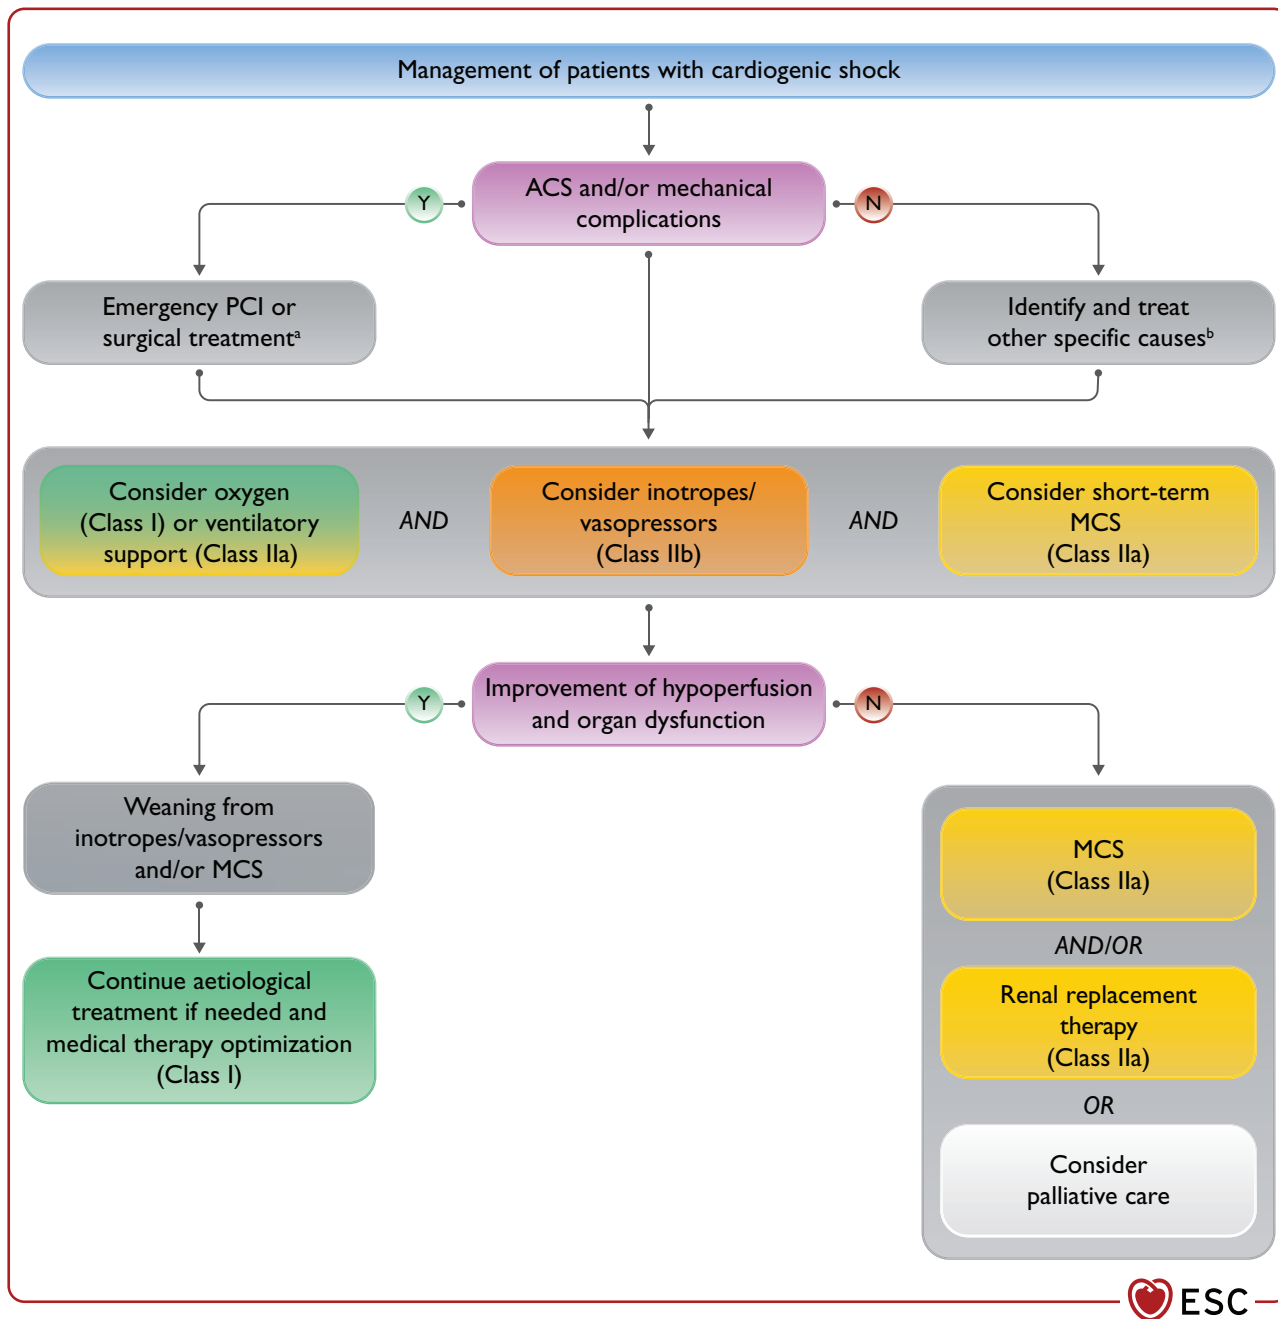 Management of patients with cardiogenic shock
ACS and/or mechanical
complications
Y
N
Emergency PCI or
surgical treatmentᵃ
Identify and treat
other specific causesᵇ
Consider oxygen
(Class I) or ventilatory
support (Class IIa)
AND
Consider inotropes/
vasopressors
(Class IIb)
AND
Consider short-term
MCS
(Class IIa)
Improvement of hypoperfusion
and organ dysfunction
Y
N
Weaning from
inotropes/vasopressors
and/or MCS
Continue aetiological
treatment if needed and
medical therapy optimization
(Class I)
MCS
(Class IIa)
AND/OR
Renal replacement
therapy
(Class IIa)
OR
Consider
palliative care
ESC